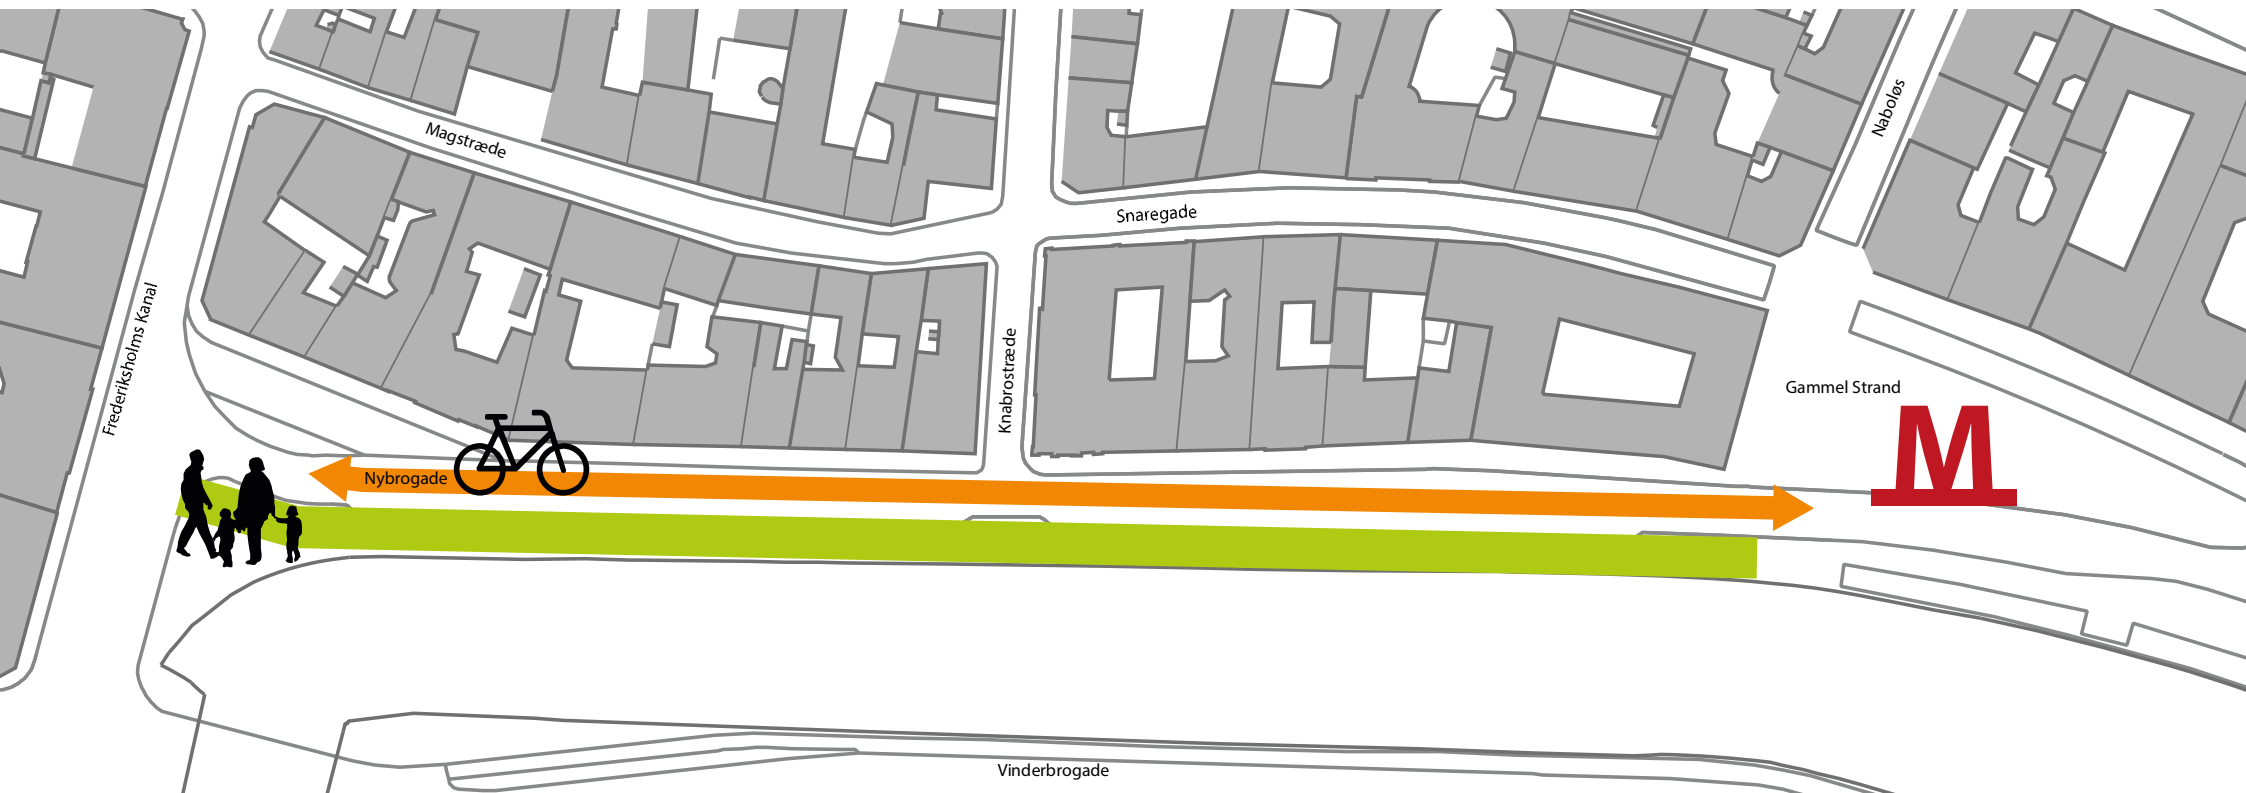 Magstræde
Naboløs
Snaregade
Frederiksholms Kanal
Knabrostræde
Gammel Strand
M
Nybrogade
Vinderbrogade